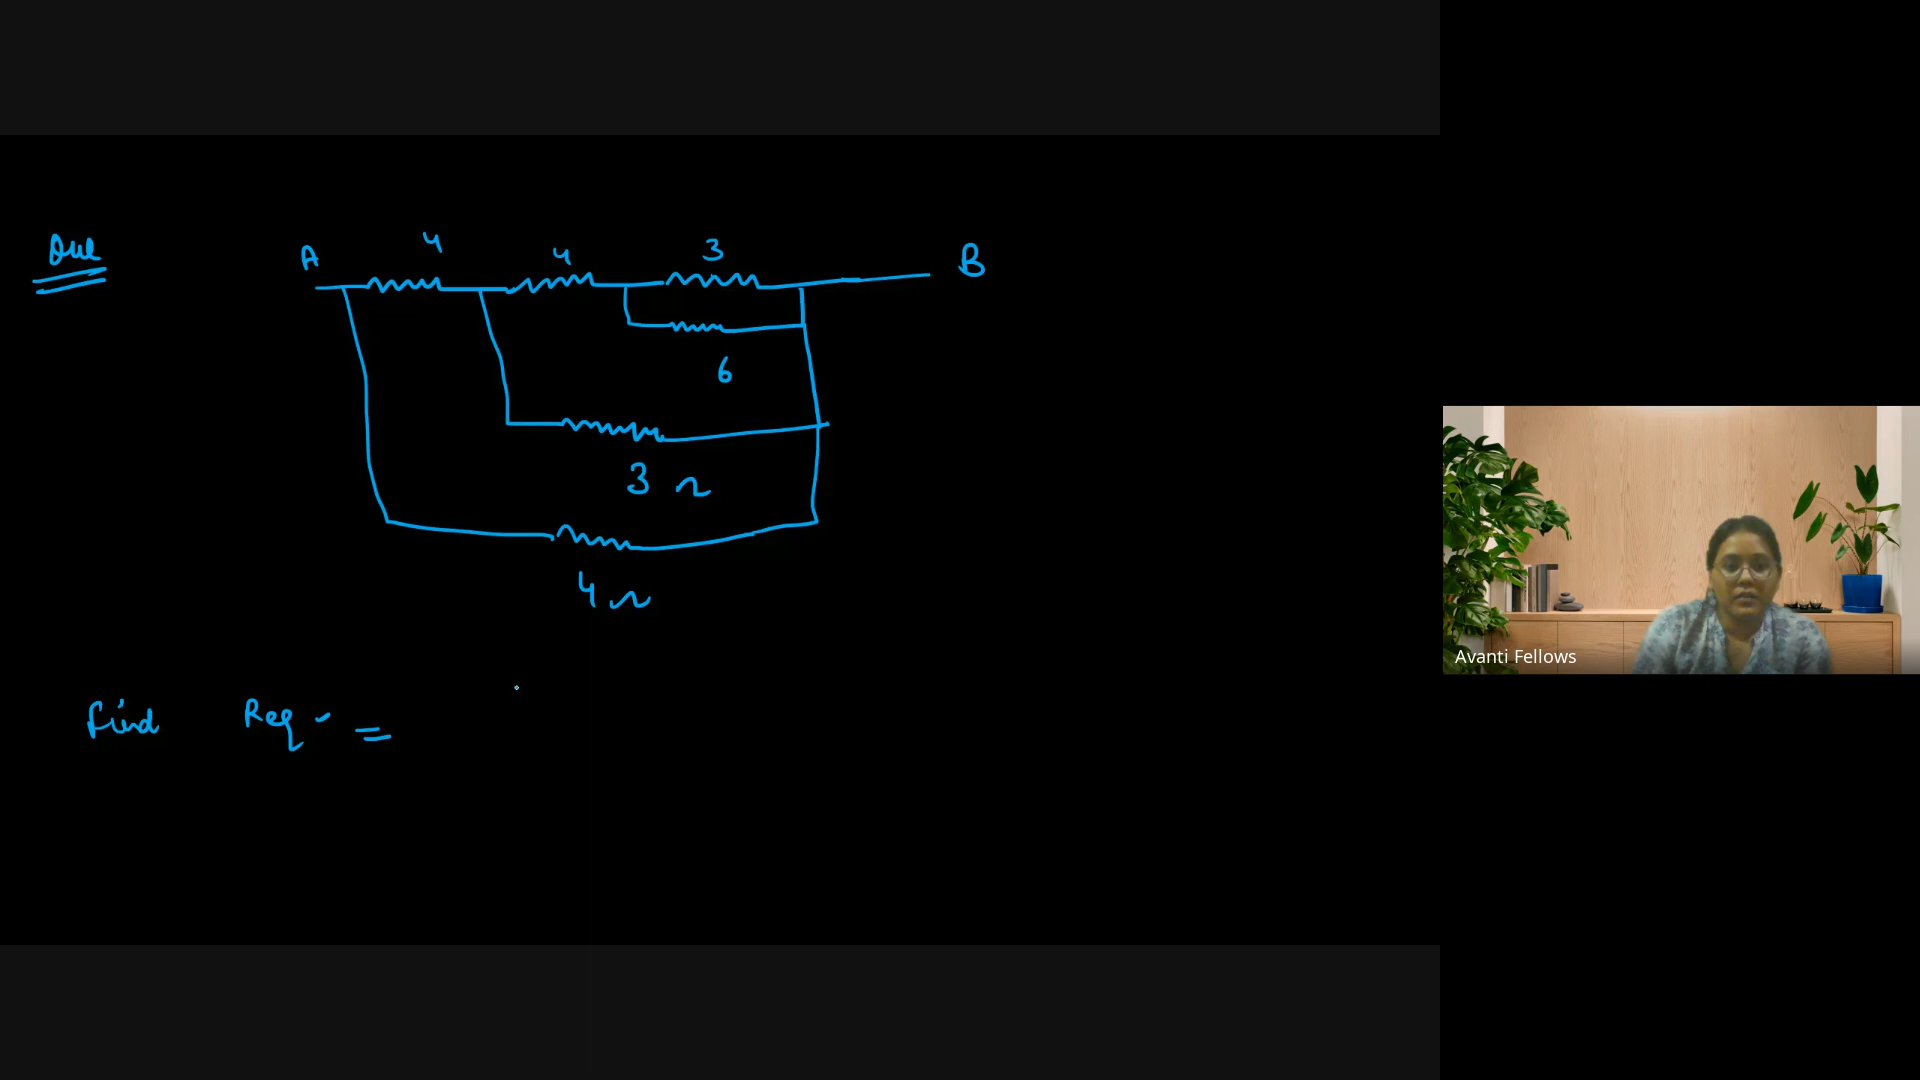 Que
A 4 4 3 B
6
3 Ω
4 Ω
Find Req. =
Avanti Fellows